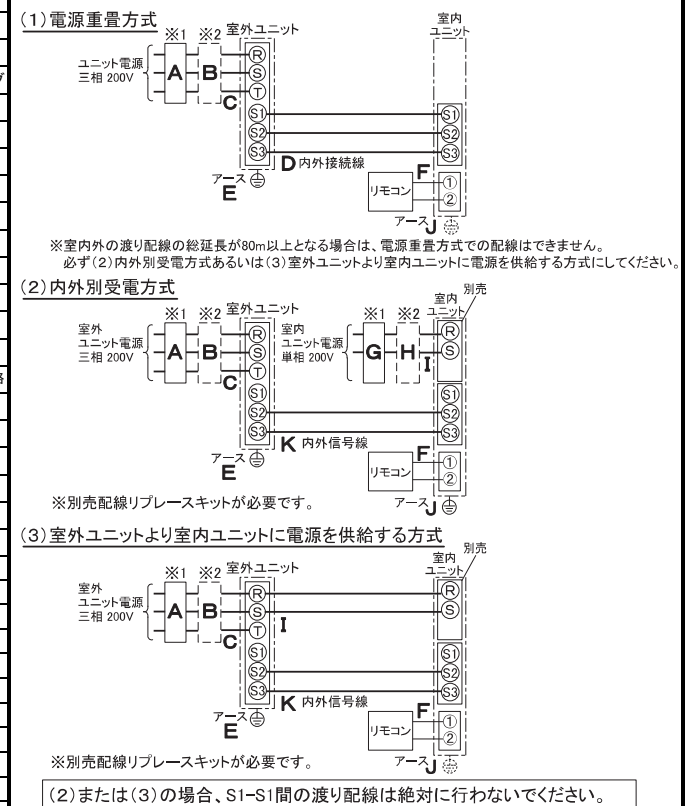 (1)電源重畳方式
※1 ※2 室外ユニット
室内
ユニット
ユニット電源
三相 200V
A B C
R
S
T
S1 S1
S2 S2
S3 S3
D 内外接続線
アース
E
F
リモコン
①
②
アース J
※室内外の渡り配線の総延長が80m以上となる場合は、電源重畳方式での配線はできません。
必ず(2)内外別受電方式あるいは(3)室外ユニットより室内ユニットに電源を供給する方式にしてください。
(2)内外別受電方式
※1 ※2 室外ユニット
※1 ※2
室内
ユニット
別売
室外
ユニット電源
三相 200V
A B C
R
S
T
室内
ユニット電源
単相 200V
G H I
R
S
S1 S1
S2 S2
S3 S3
K 内外信号線
アース
E
F
リモコン
①
②
アース J
※別売配線リプレースキットが必要です。
(3)室外ユニットより室内ユニットに電源を供給する方式
※1 ※2 室外ユニット
室内
ユニット
別売
室外
ユニット電源
三相 200V
A B C
R R
S S
T I
S1 S1
S2 S2
S3 S3
K 内外信号線
アース
E
F
リモコン
①
②
アース J
※別売配線リプレースキットが必要です。
(2)または(3)の場合、S1-S1間の渡り配線は絶対に行わないでください。